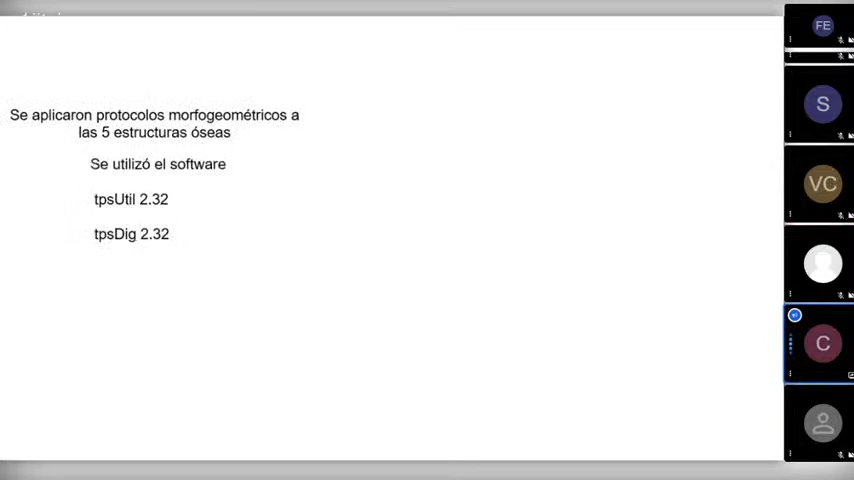 Se aplicaron protocolos morfogeométricos a
las 5 estructuras óseas
Se utilizó el software
tpsUtil 2.32
tpsDig 2.32
FE
S
VC
C